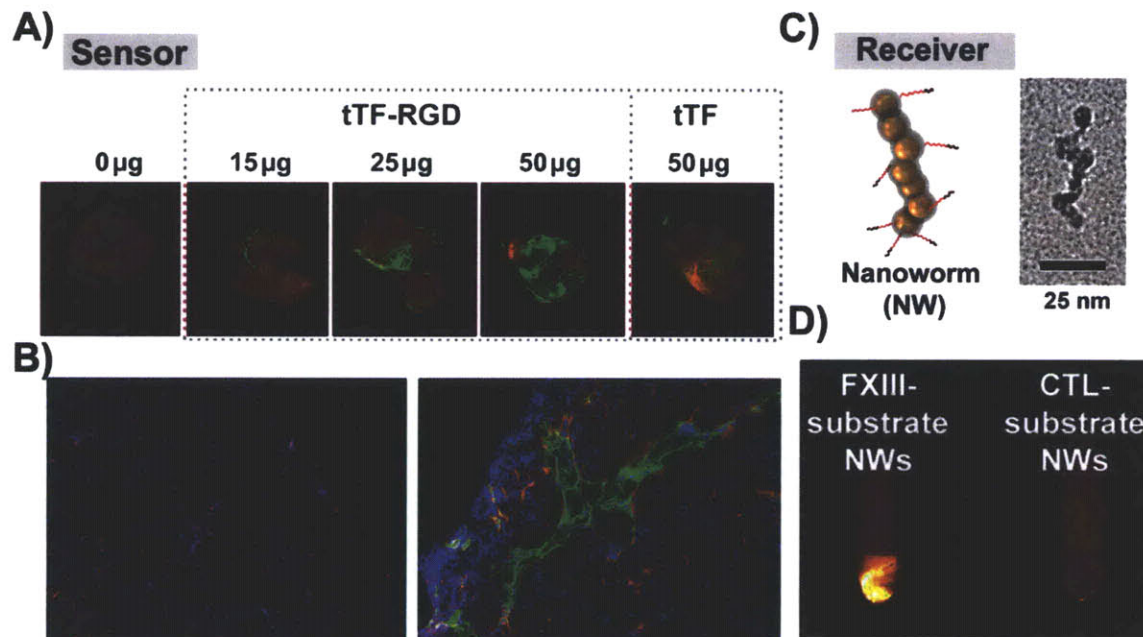 A)
Sensor
tTF-RGD
tTF
0 µg
15 µg
25 µg
50 µg
50 µg
B)
C)
Receiver
Nanoworm
(NW)
25 nm
D)
FXIII-
substrate
NWs
CTL-
substrate
NWs